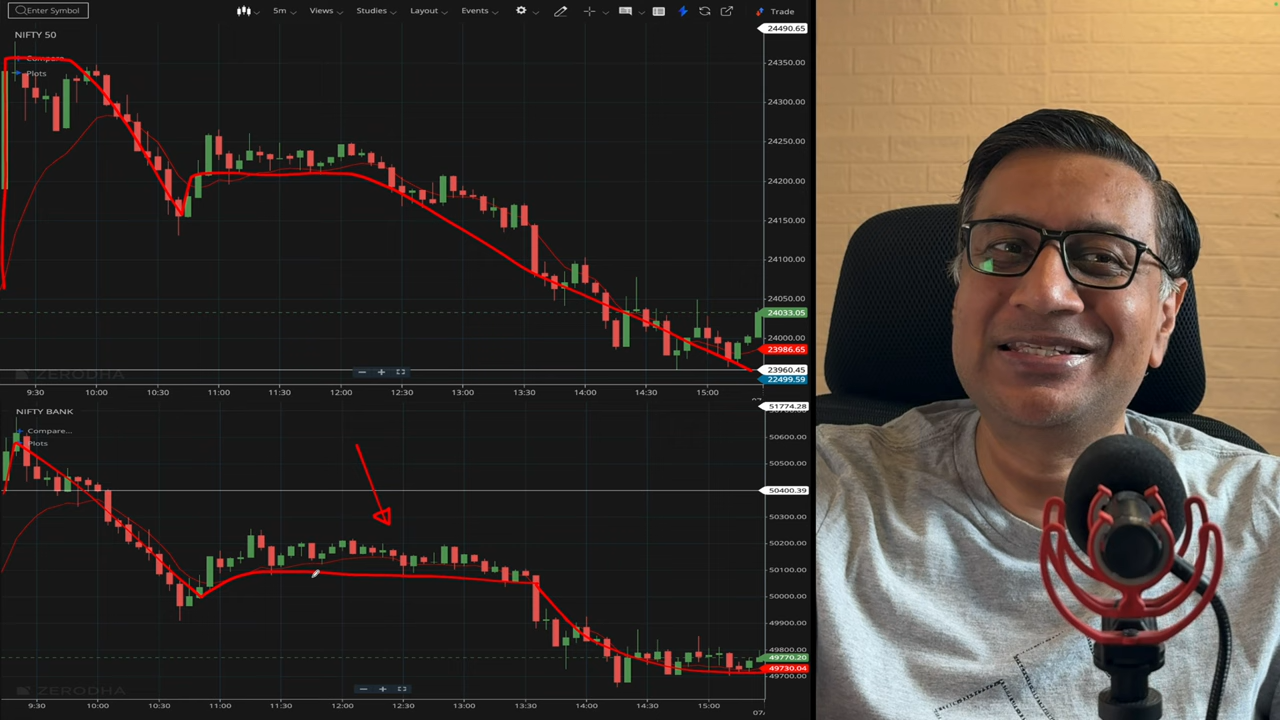 Enter Symbol 5m Views Studies Layout Events Trade
NIFTY 50
Compare
Plots
24490.65
24350.00
24300.00
24250.00
24200.00
24150.00
24100.00
24050.00
24033.05
24000.00
23986.65
23960.45
22499.59
ZERODHA
9:30 10:00 10:30 11:00 11:30 12:00 12:30 13:00 13:30 14:00 14:30 15:00
NIFTY BANK
Compare...
Plots
51774.28
50600.00
50500.00
50400.39
50300.00
50200.00
50100.00
50000.00
49900.00
49800.00
49770.20
49730.04
49700.00
ZERODHA
9:30 10:00 10:30 11:00 11:30 12:00 12:30 13:00 13:30 14:00 14:30 15:00
07/